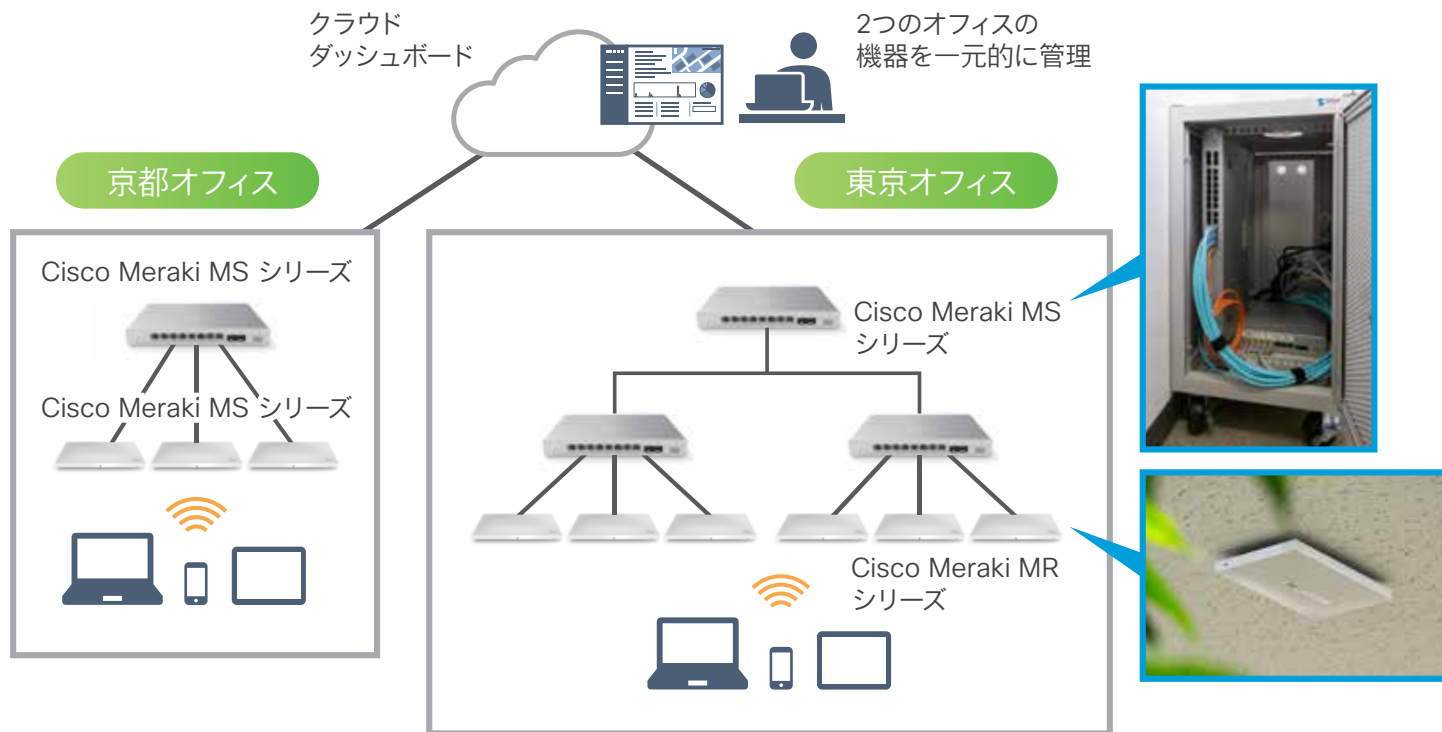 クラウド
ダッシュボード
2つのオフィスの
機器を一元的に管理
京都オフィス
東京オフィス
Cisco Meraki MS シリーズ
Cisco Meraki MS シリーズ
Cisco Meraki MS
シリーズ
Cisco Meraki MR
シリーズ